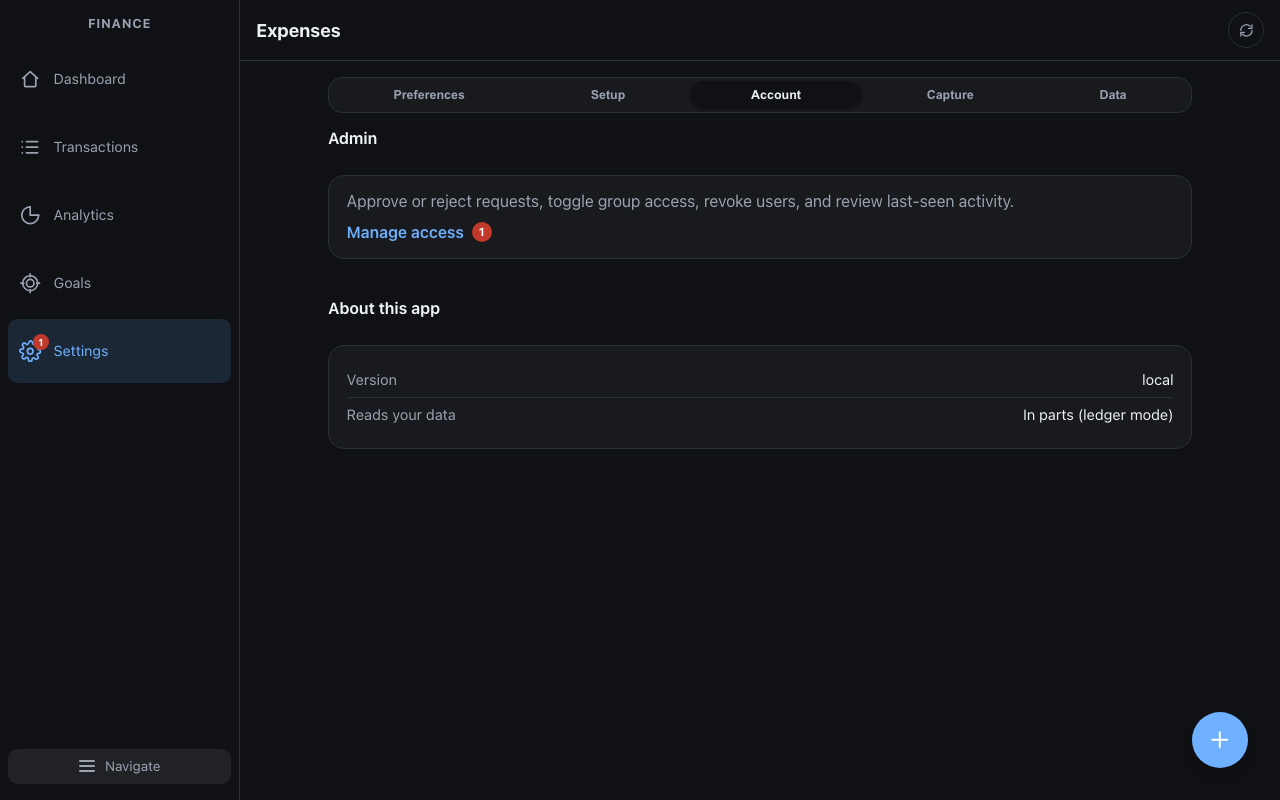 FINANCE
Dashboard
Transactions
Analytics
Goals
1
Settings
Navigate
Expenses
Preferences
Setup
Account
Capture
Data
Admin
Approve or reject requests, toggle group access, revoke users, and review last-seen activity.
Manage access 1
About this app
Version local
Reads your data In parts (ledger mode)